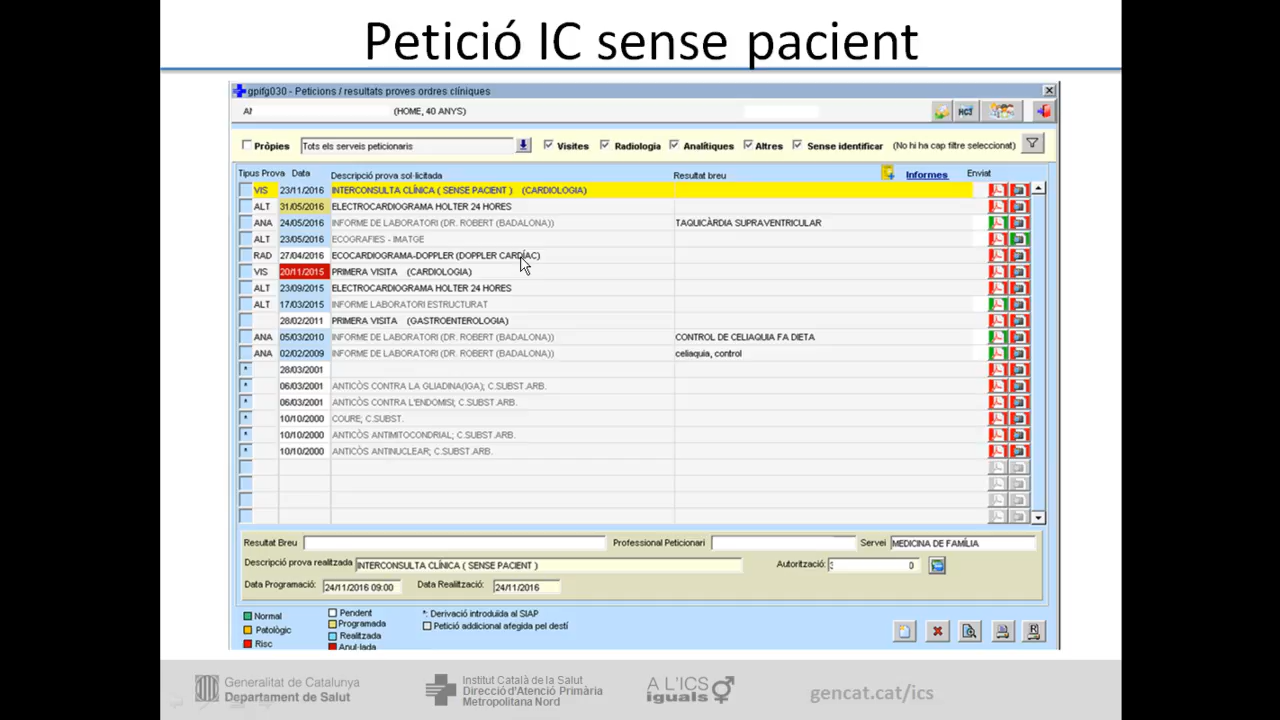 Petició IC sense pacient
gpifg030 - Peticions / resultats proves ordres clíniques
(HOME, 40 ANYS)
HC3
Pròpies Tots els serveis peticionaris Visites Radiologia Analítiques Altres Sense identificar (No hi ha cap filtre seleccionat)
Tipus Prova Data Descripció prova sol·licitada Resultat breu Informes Enviat
VIS 23/11/2016 INTERCONSULTA CLÍNICA ( SENSE PACIENT ) (CARDIOLOGIA)
ALT 31/05/2016 ELECTROCARDIOGRAMA HOLTER 24 HORES
ANA 24/05/2016 INFORME DE LABORATORI (DR. ROBERT (BADALONA)) TAQUICÀRDIA SUPRAVENTRICULAR
ALT 23/05/2016 ECOGRAFIES - IMATGE
RAD 27/04/2016 ECOCARDIOGRAMA-DOPPLER (DOPPLER CARDÍAC)
VIS 20/11/2015 PRIMERA VISITA (CARDIOLOGIA)
ALT 23/09/2015 ELECTROCARDIOGRAMA HOLTER 24 HORES
ALT 17/03/2015 INFORME LABORATORI ESTRUCTURAT
28/02/2011 PRIMERA VISITA (GASTROENTEROLOGIA)
ANA 05/03/2010 INFORME DE LABORATORI (DR. ROBERT (BADALONA)) CONTROL DE CELIAQUIA FA DIETA
ANA 02/02/2009 INFORME DE LABORATORI (DR. ROBERT (BADALONA)) celiaquia, control
* 28/03/2001
* 06/03/2001 ANTICÒS CONTRA LA GLIADINA(IGA); C.SUBST.ARB.
* 06/03/2001 ANTICÒS CONTRA L'ENDOMISI; C.SUBST.ARB.
* 10/10/2000 COURE; C.SUBST.
* 10/10/2000 ANTICÒS ANTIMITOCONDRIAL; C.SUBST.ARB.
* 10/10/2000 ANTICÒS ANTINUCLEAR; C.SUBST.ARB.
Resultat Breu Professional Peticionari Servei MEDICINA DE FAMÍLIA
Descripció prova realitzada INTERCONSULTA CLÍNICA ( SENSE PACIENT ) Autorització: 0
Data Programació: 24/11/2016 09:00 Data Realització: 24/11/2016
Normal Pendent *: Derivació introduïda al SIAP
Patològic Programada Petició addicional afegida pel destí
Risc Realitzada
Anul·lada
Generalitat de Catalunya
Departament de Salut
Institut Català de la Salut
Direcció d'Atenció Primària
Metropolitana Nord
A L'ICS
iguals
gencat.cat/ics